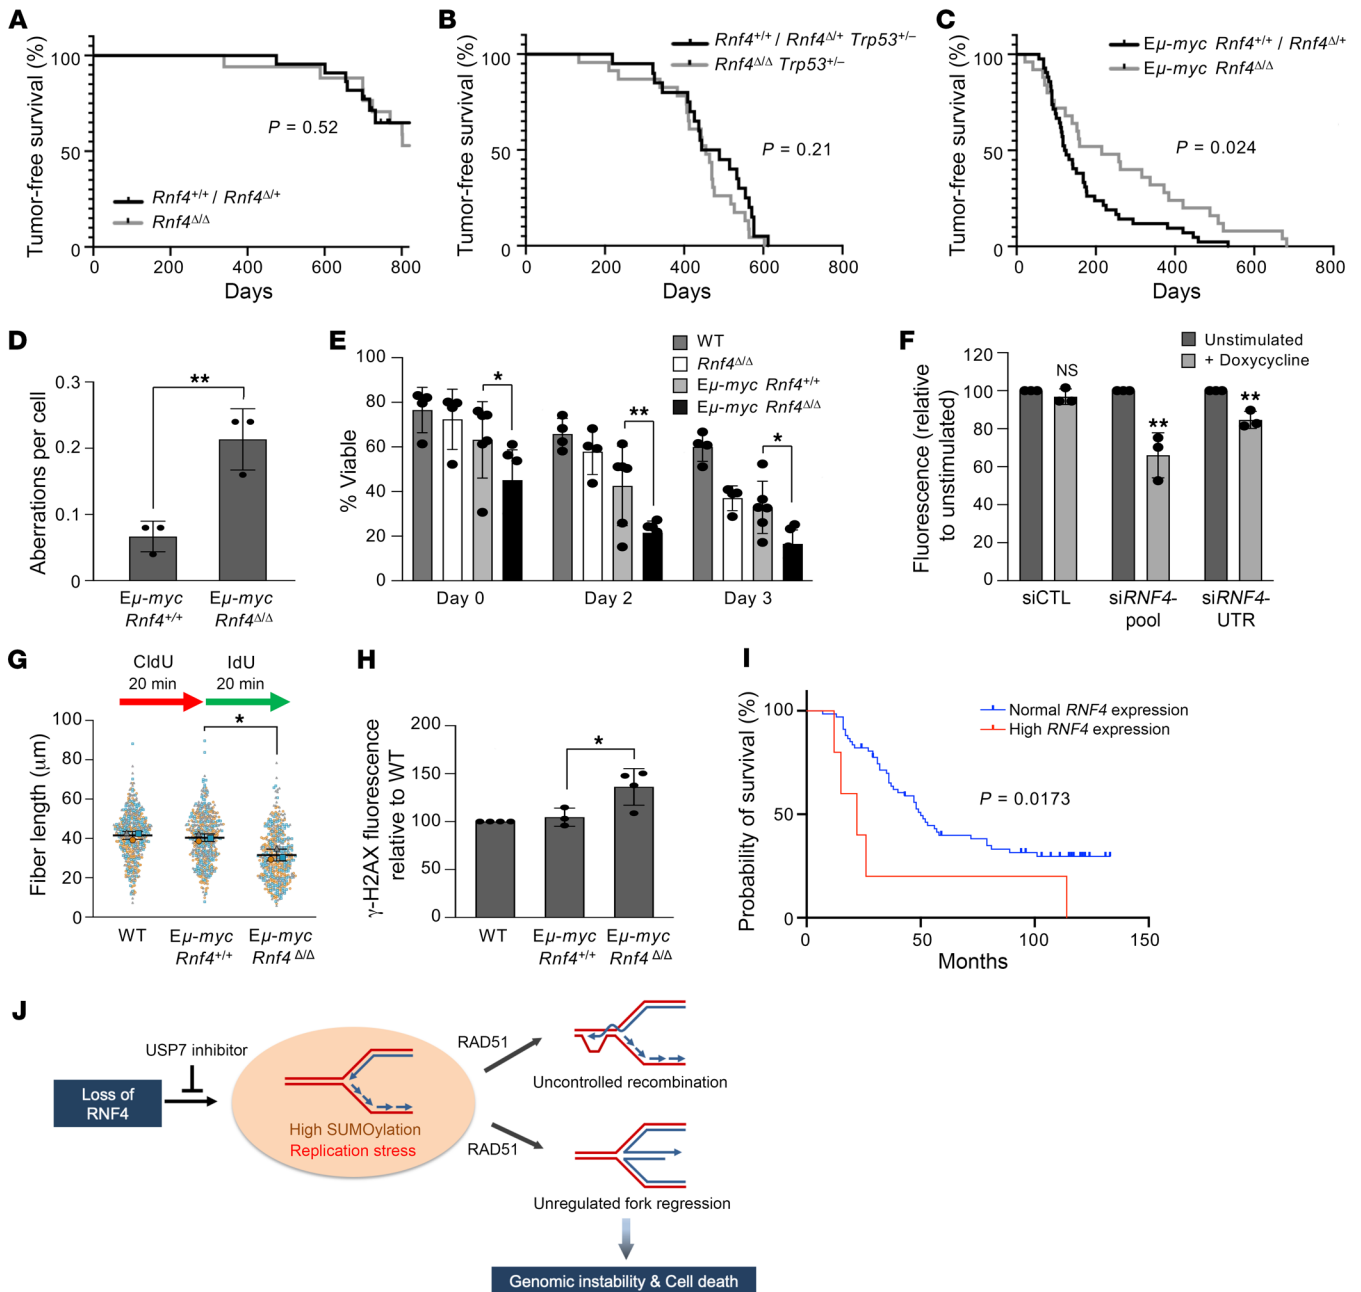 A
Tumor-free survival (%)
100
50
0
P = 0.52
Rnf4+/+ / RnfΔ/+
Rnf4Δ/Δ
0 200 400 600 800
Days
B
Tumor-free survival (%)
100
50
0
Rnf4+/+ / Rnf4Δ/+ Trp53+/–
Rnf4Δ/Δ Trp53+/–
P = 0.21
0 200 400 600 800
Days
C
Tumor-free survival (%)
100
50
0
Eμ-myc Rnf4+/+ / Rnf4Δ/+
Eμ-myc Rnf4Δ/Δ
P = 0.024
0 200 400 600 800
Days
D
Aberrations per cell
0.3
0.2
0.1
0
**
Eμ-myc
Rnf4+/+
Eμ-myc
Rnf4Δ/Δ
E
% Viable
100
80
60
40
20
0
WT
Rnf4Δ/Δ
Eμ-myc Rnf4+/+
Eμ-myc Rnf4Δ/Δ
*
**
*
Day 0
Day 2
Day 3
F
Fluorescence (relative
to unstimulated)
120
100
80
60
40
20
0
Unstimulated
+ Doxycycline
NS
**
**
siCTL
siRNF4-
pool
siRNF4-
UTR
G
CldU
20 min
IdU
20 min
Fiber length (μm)
100
80
60
40
20
0
*
WT
Eμ-myc
Rnf4+/+
Eμ-myc
Rnf4 Δ/Δ
H
γ-H2AX fluorescence
relative to WT
200
150
100
50
0
*
WT
Eμ-myc
Rnf4+/+
Eμ-myc
Rnf4 Δ/Δ
I
Probability of survival (%)
100
50
0
Normal RNF4 expression
High RNF4 expression
P = 0.0173
0 50 100 150
Months
J
USP7 inhibitor
Loss of
RNF4
High SUMOylation
Replication stress
RAD51
RAD51
Uncontrolled recombination
Unregulated fork regression
Genomic instability & Cell death